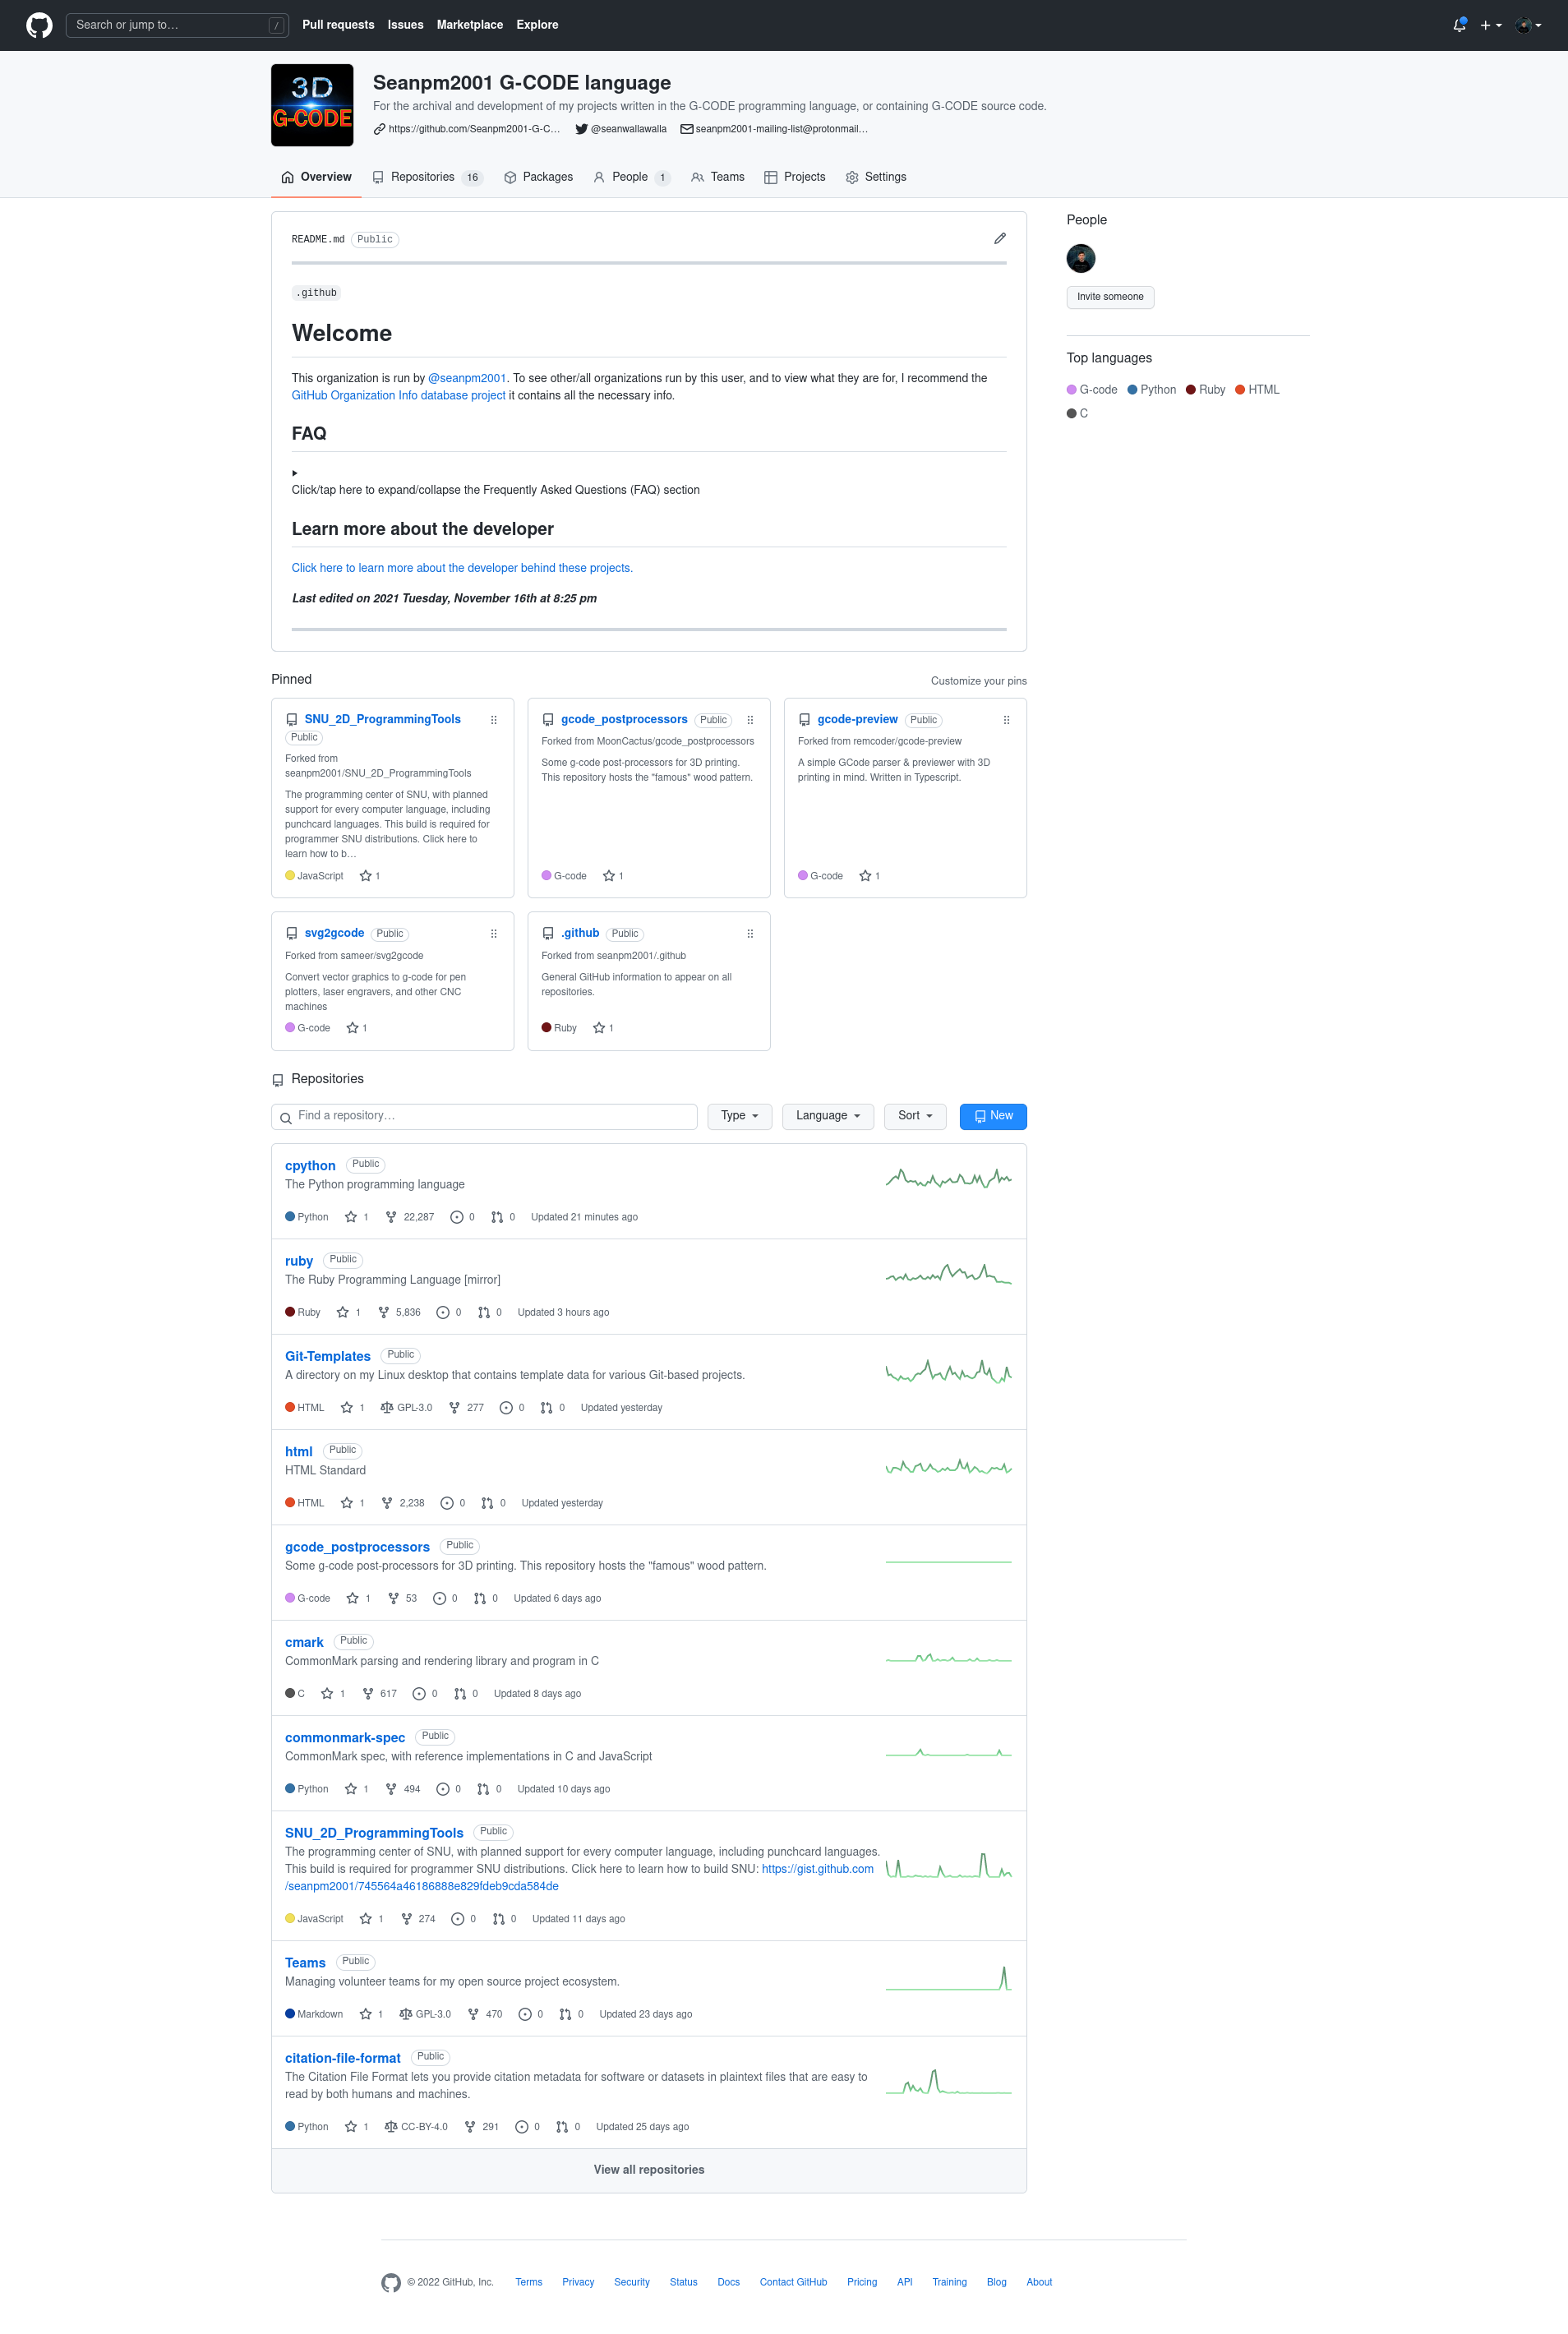 Search or jump to…
/
Pull requests
Issues
Marketplace
Explore
3D
G-CODE
Seanpm2001 G-CODE language
For the archival and development of my projects written in the G-CODE programming language, or containing G-CODE source code.
https://github.com/Seanpm2001-G-C…
@seanwallawalla
seanpm2001-mailing-list@protonmail…
Overview
Repositories 16
Packages
People 1
Teams
Projects
Settings
README.md Public
.github
Welcome
This organization is run by @seanpm2001. To see other/all organizations run by this user, and to view what they are for, I recommend the
GitHub Organization Info database project it contains all the necessary info.
FAQ
Click/tap here to expand/collapse the Frequently Asked Questions (FAQ) section
Learn more about the developer
Click here to learn more about the developer behind these projects.
Last edited on 2021 Tuesday, November 16th at 8:25 pm
People
Invite someone
Top languages
G-code Python Ruby HTML
C
Pinned
Customize your pins
SNU_2D_ProgrammingTools
Public
Forked from
seanpm2001/SNU_2D_ProgrammingTools
The programming center of SNU, with planned
support for every computer language, including
punchcard languages. This build is required for
programmer SNU distributions. Click here to
learn how to b…
JavaScript 1
gcode_postprocessors Public
Forked from MoonCactus/gcode_postprocessors
Some g-code post-processors for 3D printing.
This repository hosts the "famous" wood pattern.
G-code 1
gcode-preview Public
Forked from remcoder/gcode-preview
A simple GCode parser & previewer with 3D
printing in mind. Written in Typescript.
G-code 1
svg2gcode Public
Forked from sameer/svg2gcode
Convert vector graphics to g-code for pen
plotters, laser engravers, and other CNC
machines
G-code 1
.github Public
Forked from seanpm2001/.github
General GitHub information to appear on all
repositories.
Ruby 1
Repositories
Find a repository…
Type
Language
Sort
New
cpython Public
The Python programming language
Python 1 22,287 0 0 Updated 21 minutes ago
ruby Public
The Ruby Programming Language [mirror]
Ruby 1 5,836 0 0 Updated 3 hours ago
Git-Templates Public
A directory on my Linux desktop that contains template data for various Git-based projects.
HTML 1 GPL-3.0 277 0 0 Updated yesterday
html Public
HTML Standard
HTML 1 2,238 0 0 Updated yesterday
gcode_postprocessors Public
Some g-code post-processors for 3D printing. This repository hosts the "famous" wood pattern.
G-code 1 53 0 0 Updated 6 days ago
cmark Public
CommonMark parsing and rendering library and program in C
C 1 617 0 0 Updated 8 days ago
commonmark-spec Public
CommonMark spec, with reference implementations in C and JavaScript
Python 1 494 0 0 Updated 10 days ago
SNU_2D_ProgrammingTools Public
The programming center of SNU, with planned support for every computer language, including punchcard languages.
This build is required for programmer SNU distributions. Click here to learn how to build SNU: https://gist.github.com
/seanpm2001/745564a46186888e829fdeb9cda584de
JavaScript 1 274 0 0 Updated 11 days ago
Teams Public
Managing volunteer teams for my open source project ecosystem.
Markdown 1 GPL-3.0 470 0 0 Updated 23 days ago
citation-file-format Public
The Citation File Format lets you provide citation metadata for software or datasets in plaintext files that are easy to
read by both humans and machines.
Python 1 CC-BY-4.0 291 0 0 Updated 25 days ago
View all repositories
© 2022 GitHub, Inc. Terms Privacy Security Status Docs Contact GitHub Pricing API Training Blog About